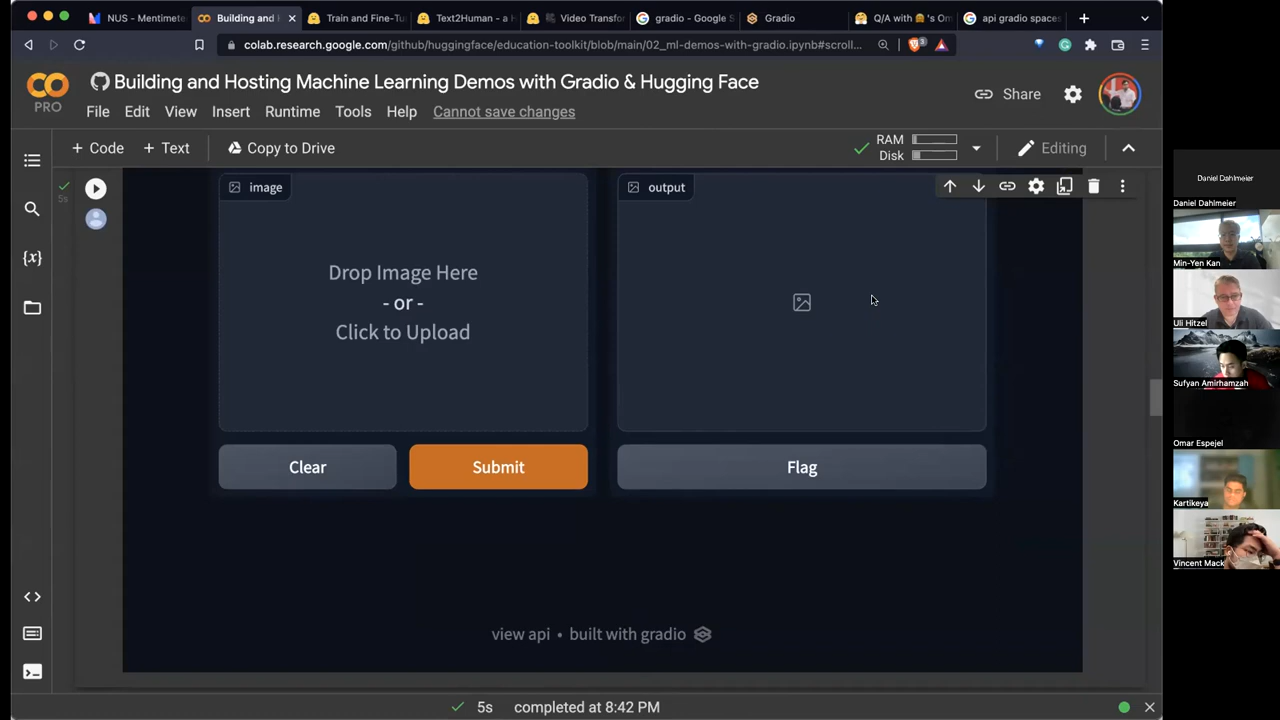 NUS - Mentimete
Building and
Train and Fine-Tu
Text2Human - a H
Video Transfor
gradio - Google S
Gradio
Q/A with 🤗's Om
api gradio spaces
colab.research.google.com/github/huggingface/education-toolkit/blob/main/02_ml-demos-with-gradio.ipynb#scroll...
Building and Hosting Machine Learning Demos with Gradio & Hugging Face
PRO
File Edit View Insert Runtime Tools Help Cannot save changes
Share
+ Code + Text Copy to Drive
RAM
Disk
Editing
5s
image
output
Drop Image Here
- or -
Click to Upload
Clear
Submit
Flag
view api • built with gradio
5s completed at 8:42 PM
Daniel Dahlmeier
Daniel Dahlmeier
Min-Yen Kan
Uli Hitzel
Sufyan Amirhamzah
Omar Espejel
Kartikeya
Vincent Mack